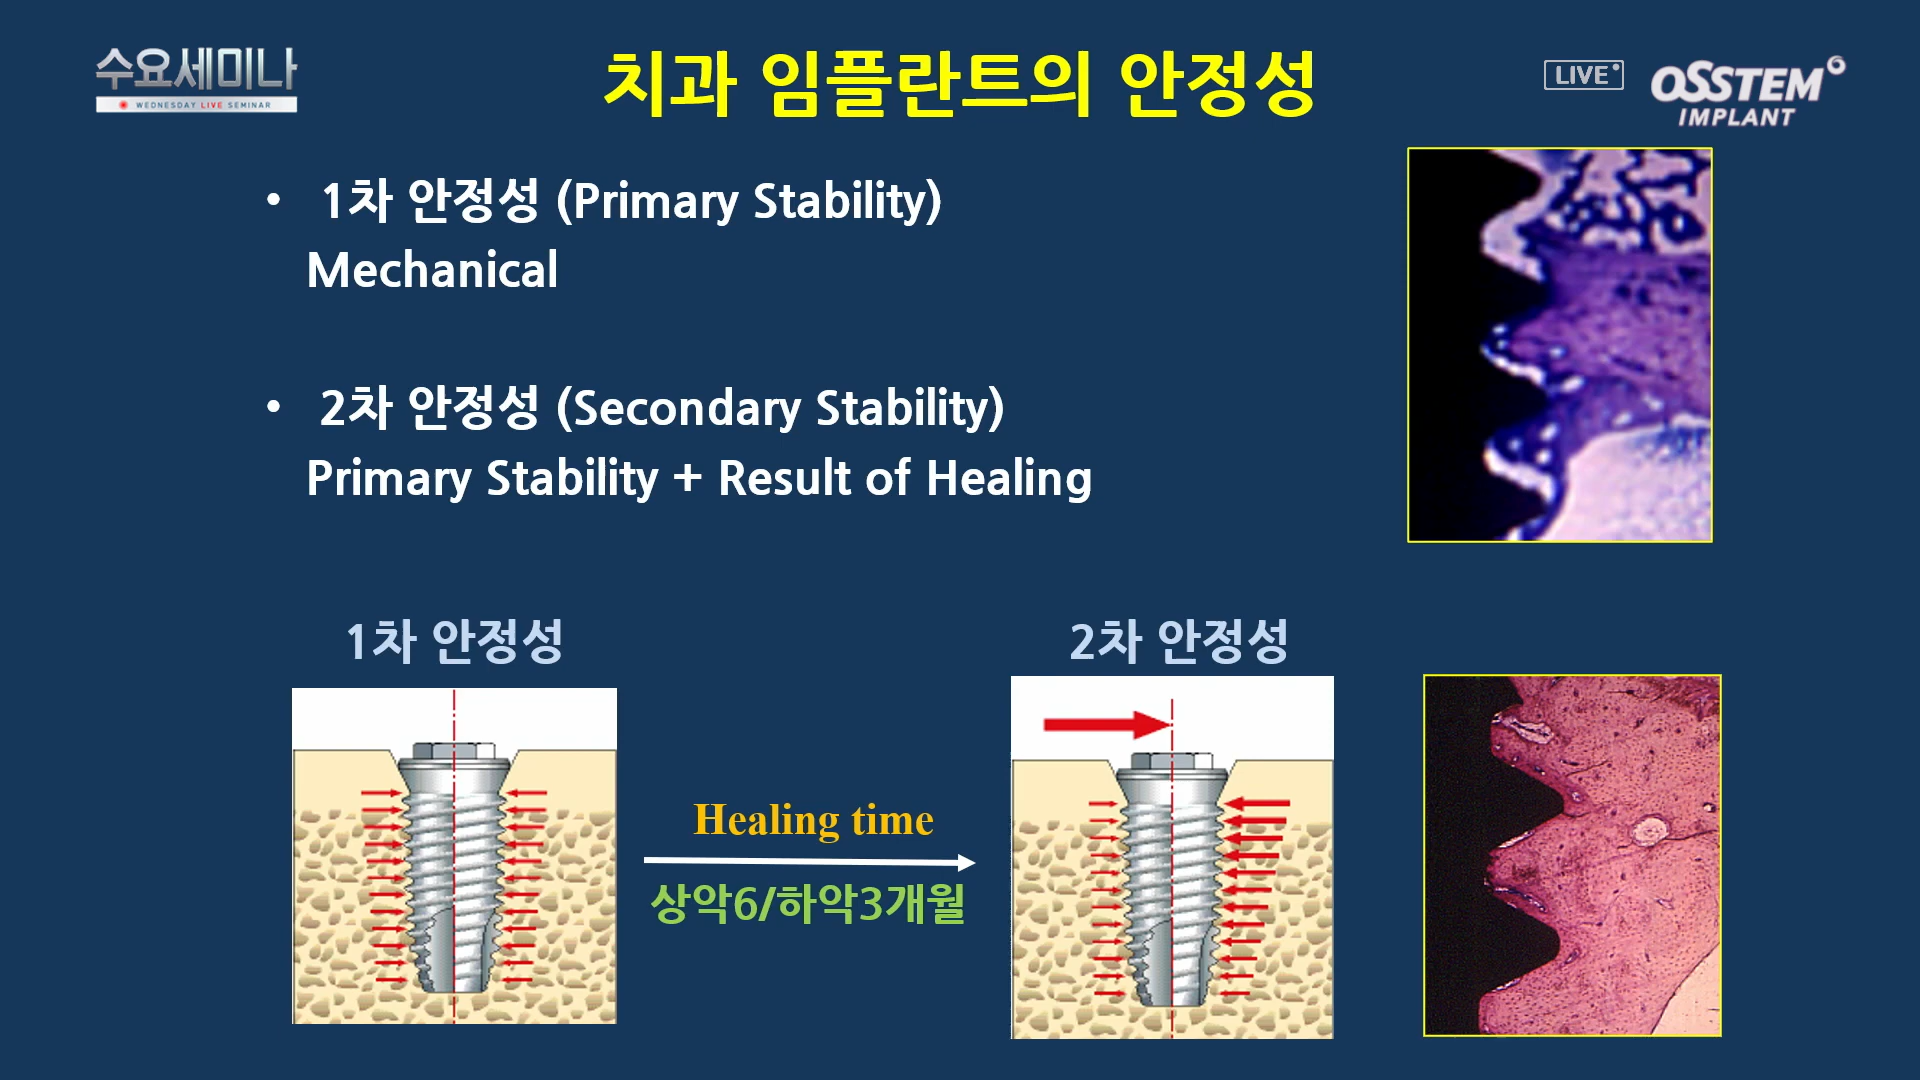 수요세미나
WEDNESDAY LIVE SEMINAR
치과 임플란트의 안정성
LIVE
OSSTEM
IMPLANT
• 1차 안정성 (Primary Stability)
Mechanical
• 2차 안정성 (Secondary Stability)
Primary Stability + Result of Healing
1차 안정성
2차 안정성
Healing time
상악6/하악3개월